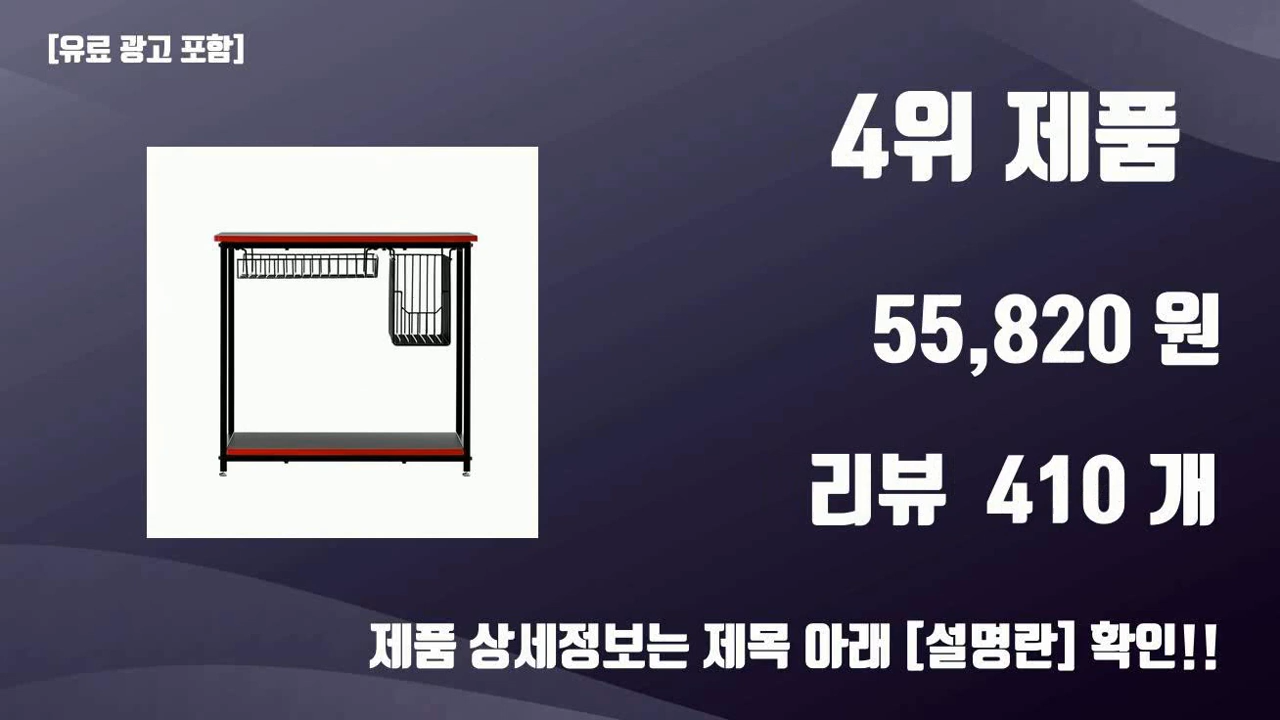 [유료 광고 포함]
4위 제품
55,820 원
리뷰 410 개
제품 상세정보는 제목 아래 [설명란] 확인!!